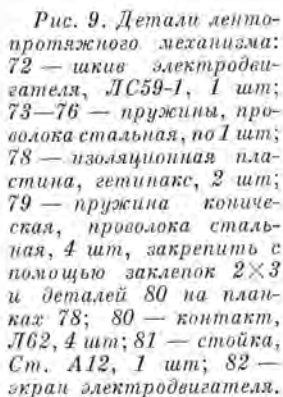 Рис. 9. Детали ленто-
протяжного механизма:
72 — шкив электродви-
гателя, ЛС59-1, 1 шт;
73—76 — пружины, про-
волока стальная, по 1 шт;
78 — изоляционная пла-
стина, гетинакс, 2 шт;
79 — пружина кониче-
ская, проволока сталь-
ная, 4 шт, закрепить с
помощью заклепок 2×3
и деталей 80 на план-
ках 78; 80 — контакт,
Л62, 4 шт; 81 — стойка,
Ст. А12, 1 шт; 82 —
экран электродвигателя.